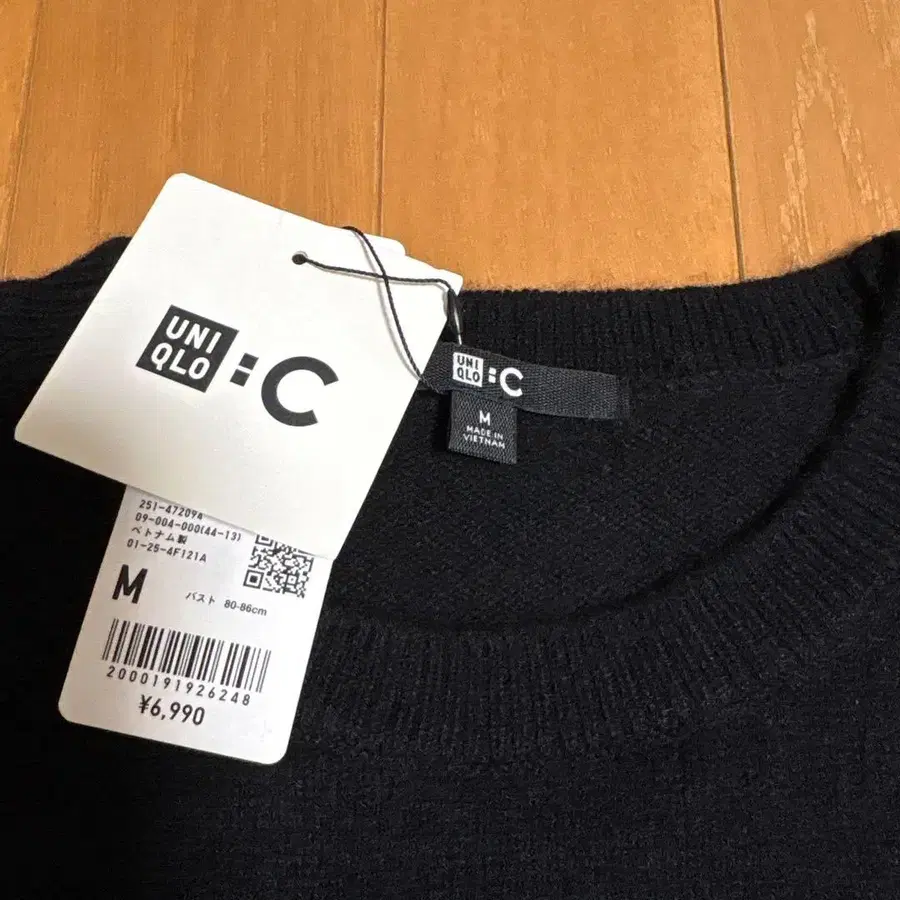 UNI
QLO : C
UNI
QLO : C
M
MADE IN
VIETNAM
251-472094
09-004-000(44-13)
ベトナム製
01-25-4F121A
M バスト 80-86cm
2000191926248
¥6,990